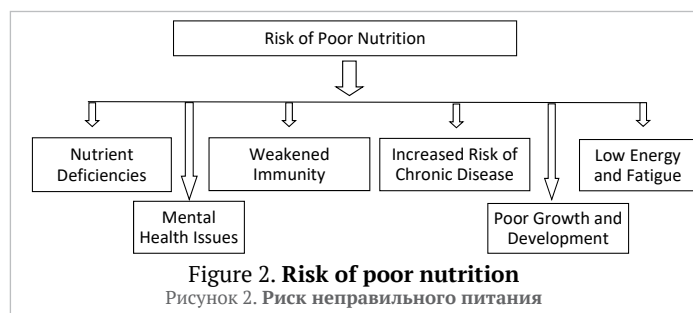 Risk of Poor Nutrition
Nutrient
Deficiencies
Weakened
Immunity
Increased Risk of
Chronic Disease
Low Energy
and Fatigue
Mental
Health Issues
Poor Growth and
Development
Figure 2. Risk of poor nutrition
Рисунок 2. Риск неправильного питания